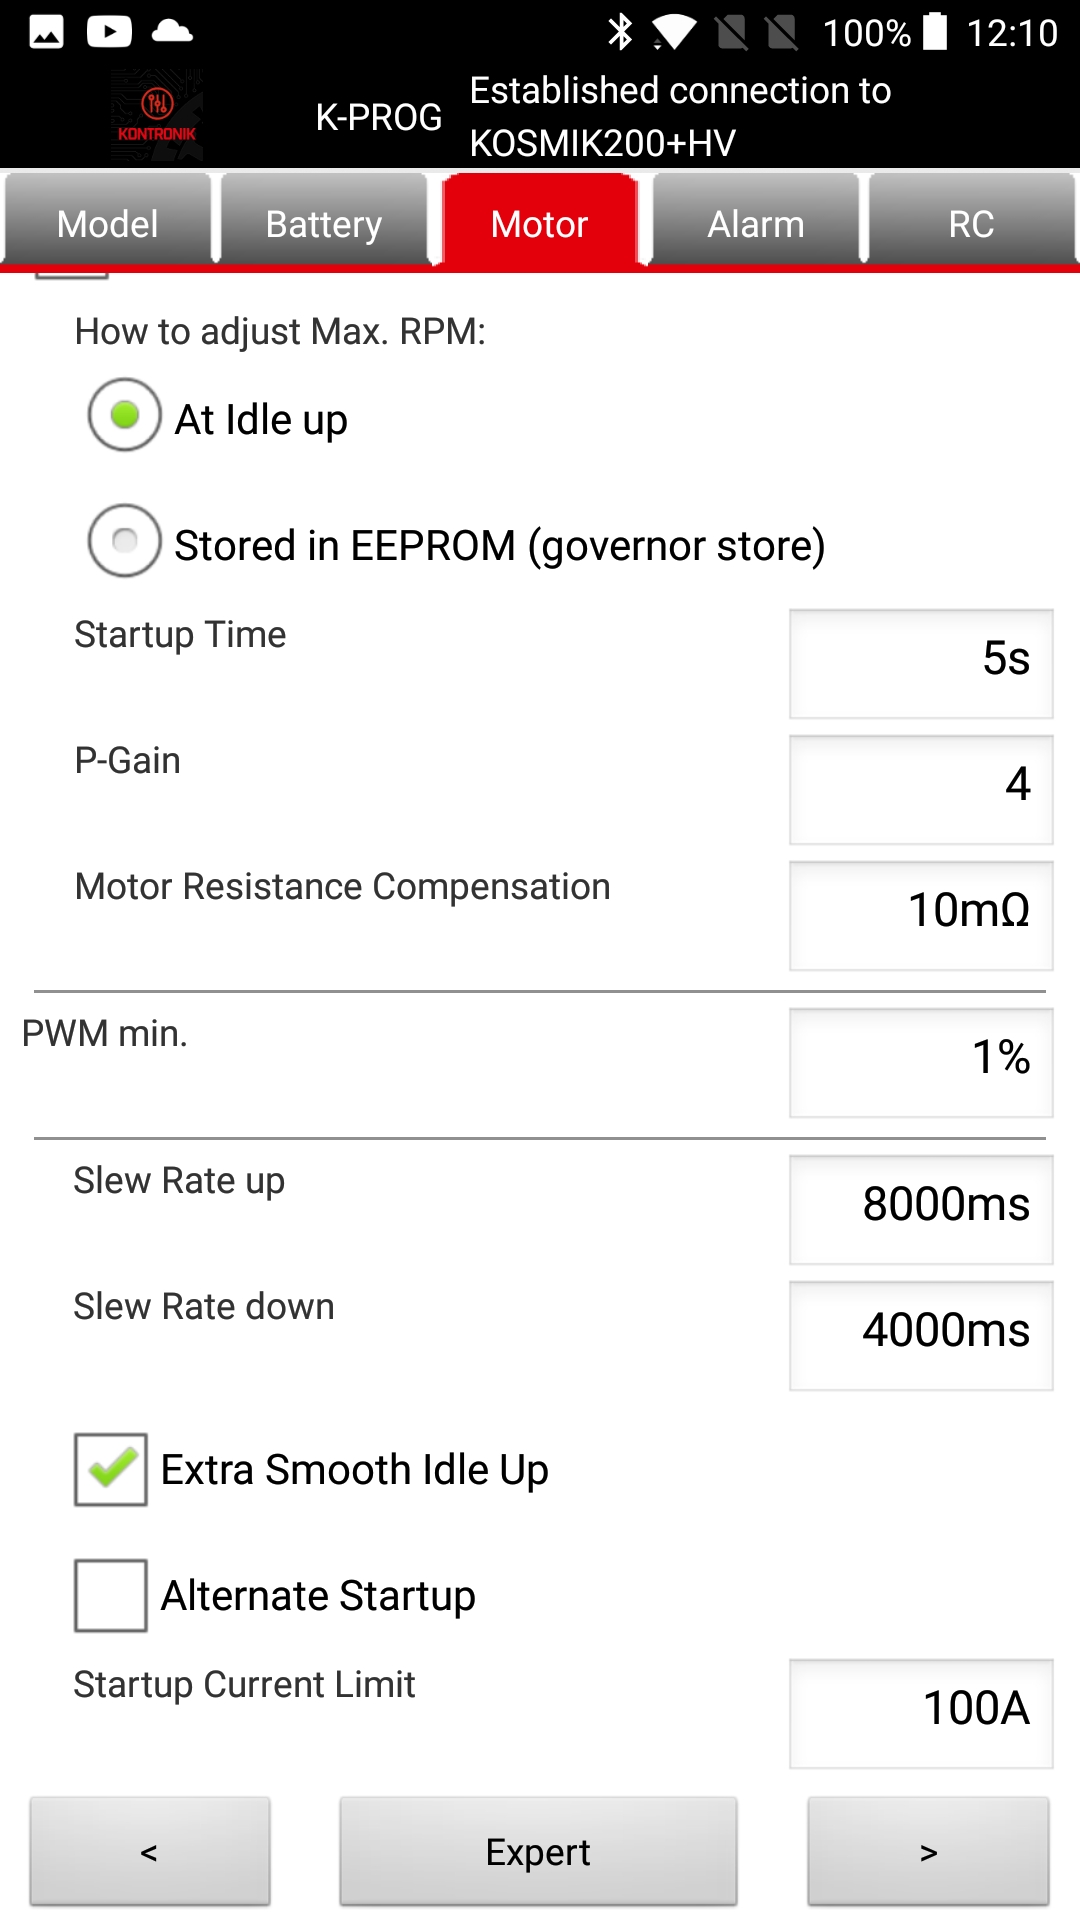 100% 12:10
KONTRONIK
K-PROG
Established connection to
KOSMIK200+HV
Model Battery Motor Alarm RC
How to adjust Max. RPM:
At Idle up
Stored in EEPROM (governor store)
Startup Time 5s
P-Gain 4
Motor Resistance Compensation 10mΩ
PWM min. 1%
Slew Rate up 8000ms
Slew Rate down 4000ms
Extra Smooth Idle Up
Alternate Startup
Startup Current Limit 100A
< Expert >